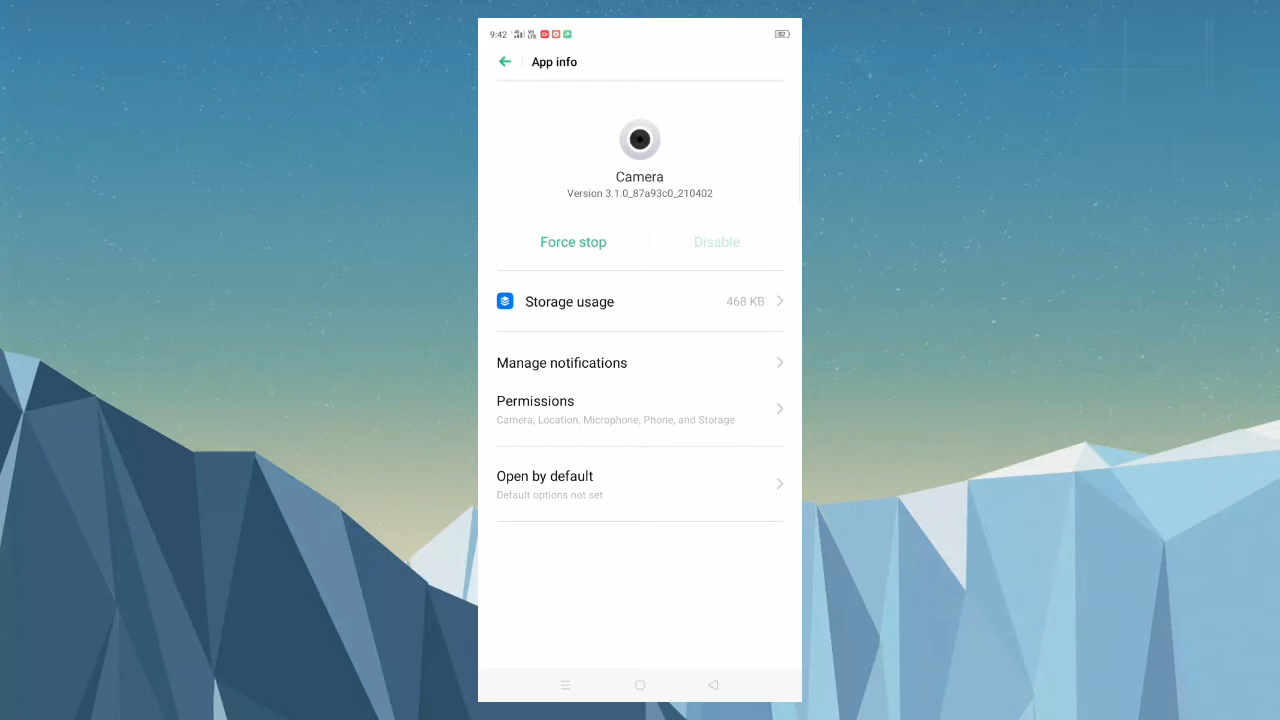 9:42
App info
Camera
Version 3.1.0_87a93c0_210402
Force stop Disable
Storage usage 468 KB
Manage notifications
Permissions
Camera, Location, Microphone, Phone, and Storage
Open by default
Default options not set